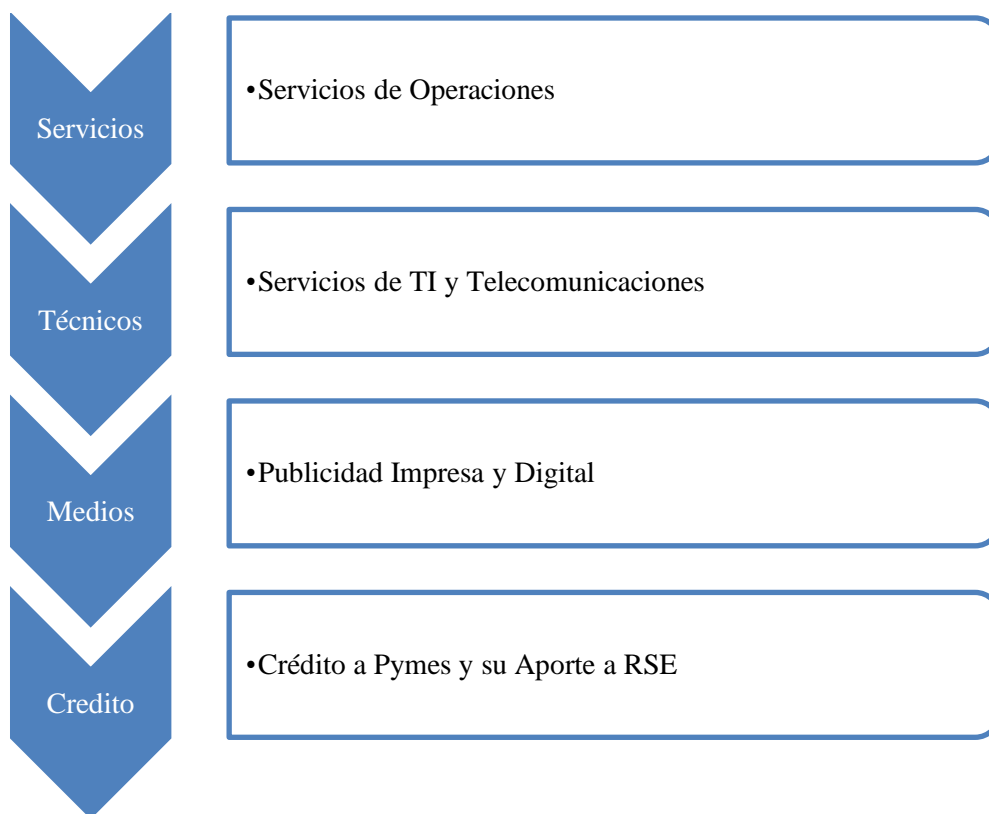 Servicios
•Servicios de Operaciones
Técnicos
•Servicios de TI y Telecomunicaciones
Medios
•Publicidad Impresa y Digital
Credito
•Crédito a Pymes y su Aporte a RSE